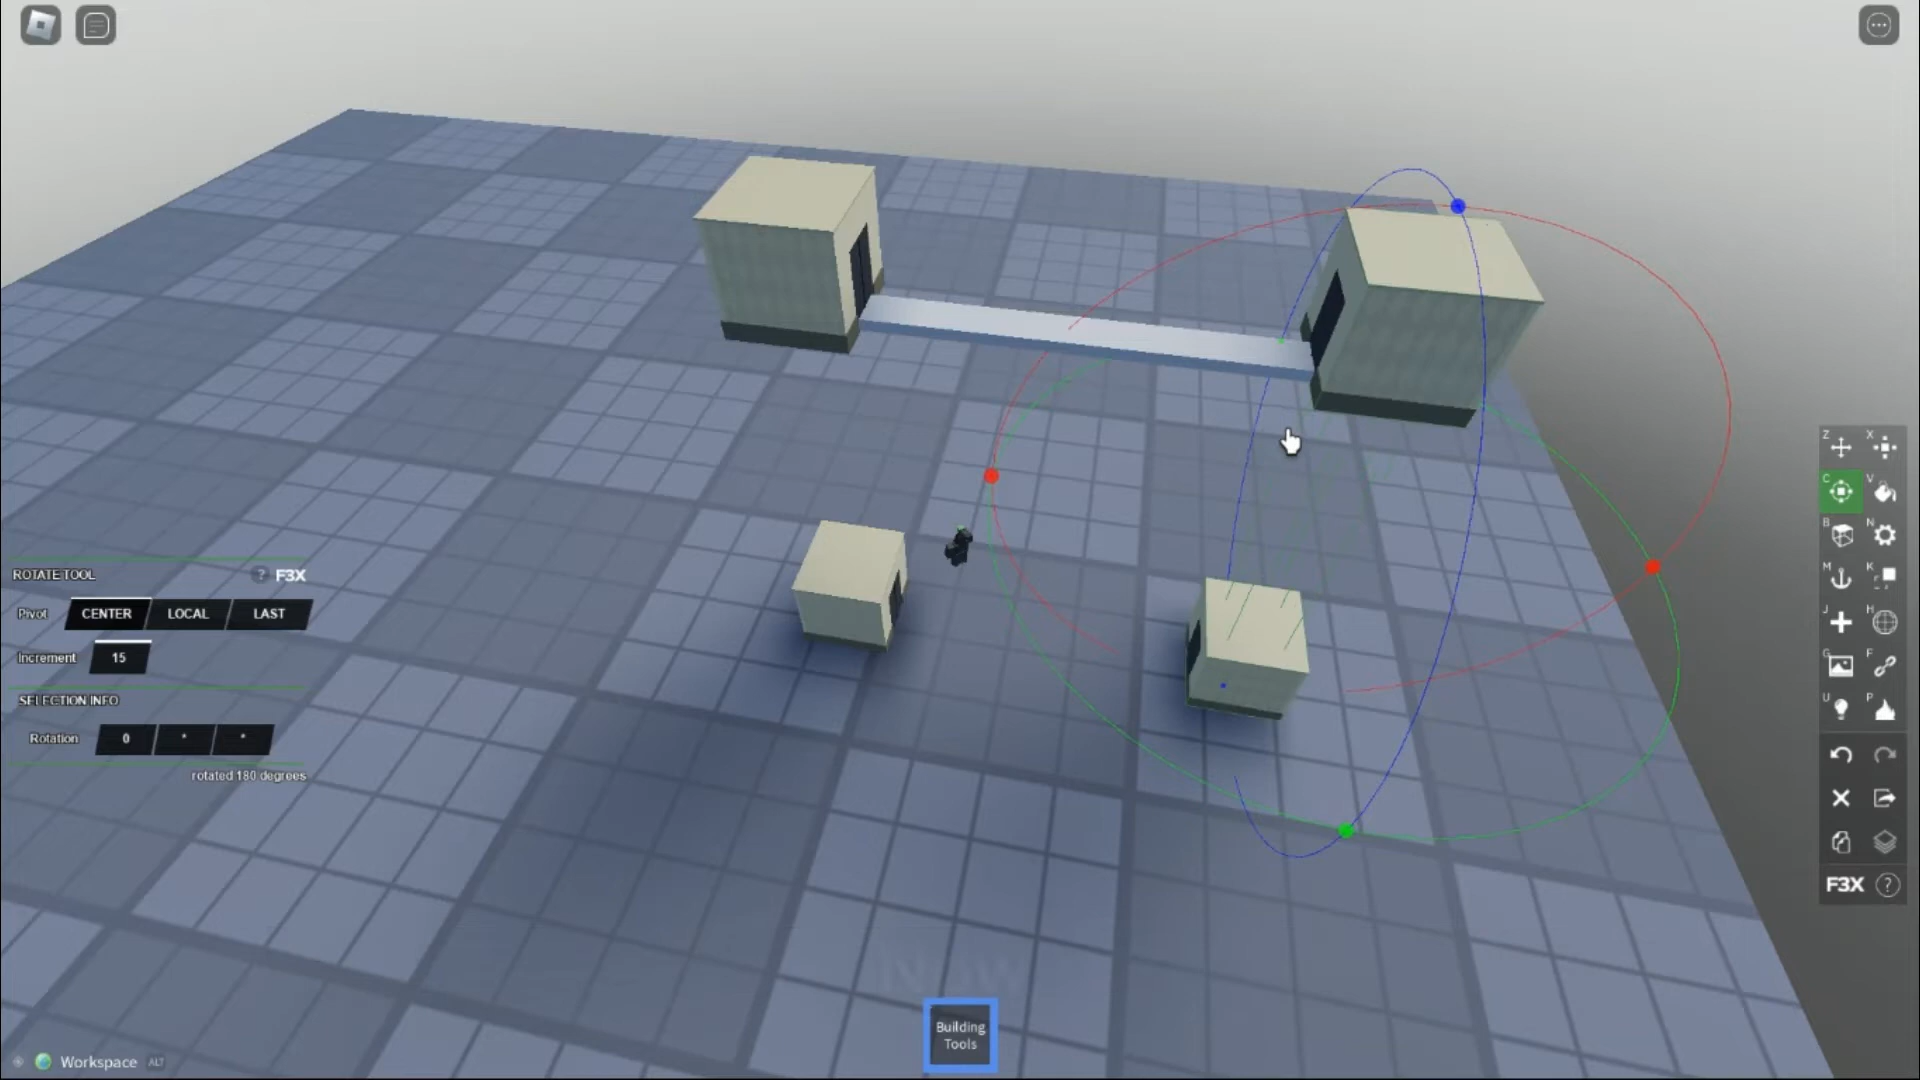 ROTATE TOOL ? F3X
Pivot CENTER LOCAL LAST
Increment 15
SELECTION INFO
Rotation 0 * *
rotated 180 degrees
Z X
C V
B N
M K
J H
G F
U P
F3X ?
Building
Tools
Workspace ALT